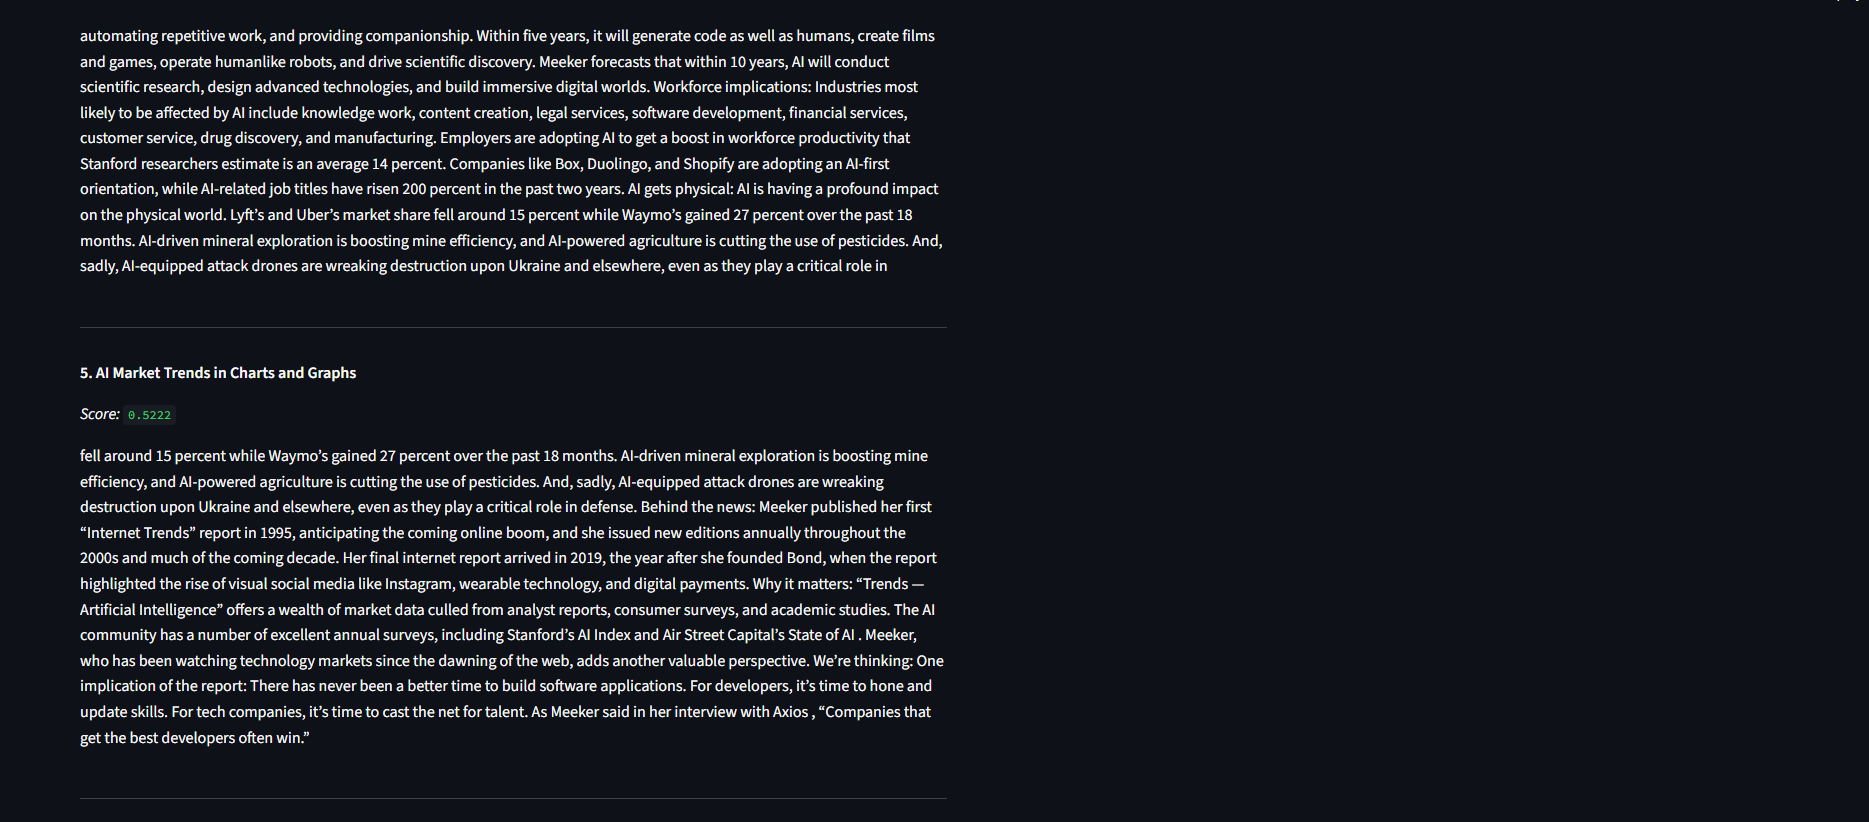 automating repetitive work, and providing companionship. Within five years, it will generate code as well as humans, create films
and games, operate humanlike robots, and drive scientific discovery. Meeker forecasts that within 10 years, AI will conduct
scientific research, design advanced technologies, and build immersive digital worlds. Workforce implications: Industries most
likely to be affected by AI include knowledge work, content creation, legal services, software development, financial services,
customer service, drug discovery, and manufacturing. Employers are adopting AI to get a boost in workforce productivity that
Stanford researchers estimate is an average 14 percent. Companies like Box, Duolingo, and Shopify are adopting an AI-first
orientation, while AI-related job titles have risen 200 percent in the past two years. AI gets physical: AI is having a profound impact
on the physical world. Lyft’s and Uber’s market share fell around 15 percent while Waymo’s gained 27 percent over the past 18
months. AI-driven mineral exploration is boosting mine efficiency, and AI-powered agriculture is cutting the use of pesticides. And,
sadly, AI-equipped attack drones are wreaking destruction upon Ukraine and elsewhere, even as they play a critical role in
5. AI Market Trends in Charts and Graphs
Score: 0.5222
fell around 15 percent while Waymo’s gained 27 percent over the past 18 months. AI-driven mineral exploration is boosting mine
efficiency, and AI-powered agriculture is cutting the use of pesticides. And, sadly, AI-equipped attack drones are wreaking
destruction upon Ukraine and elsewhere, even as they play a critical role in defense. Behind the news: Meeker published her first
“Internet Trends” report in 1995, anticipating the coming online boom, and she issued new editions annually throughout the
2000s and much of the coming decade. Her final internet report arrived in 2019, the year after she founded Bond, when the report
highlighted the rise of visual social media like Instagram, wearable technology, and digital payments. Why it matters: “Trends —
Artificial Intelligence” offers a wealth of market data culled from analyst reports, consumer surveys, and academic studies. The AI
community has a number of excellent annual surveys, including Stanford’s AI Index and Air Street Capital’s State of AI . Meeker,
who has been watching technology markets since the dawning of the web, adds another valuable perspective. We’re thinking: One
implication of the report: There has never been a better time to build software applications. For developers, it’s time to hone and
update skills. For tech companies, it’s time to cast the net for talent. As Meeker said in her interview with Axios , “Companies that
get the best developers often win.”